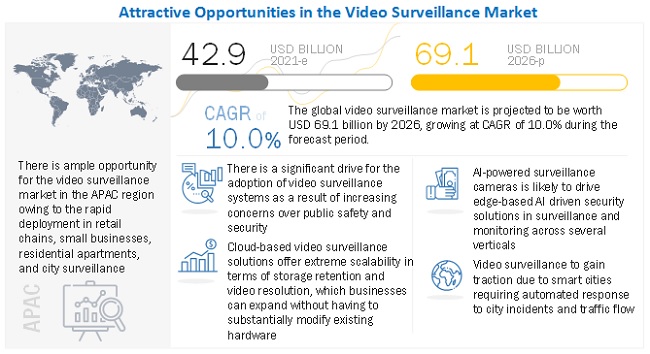 Attractive Opportunities in the Video Surveillance Market
42.9
USD BILLION
2021-e
69.1
USD BILLION
2026-p
CAGR of
10.0%
The global video surveillance market is projected to be worth
USD 69.1 billion by 2026, growing at CAGR of 10.0% during the
forecast period.
There is ample opportunity
for the video surveillance
market in the APAC region
owing to the rapid
deployment in retail
chains, small businesses,
residential apartments,
and city surveillance
APAC
There is a significant drive for the
adoption of video surveillance
systems as a result of increasing
concerns over public safety and
security
Cloud-based video surveillance
solutions offer extreme scalability in
terms of storage retention and
video resolution, which businesses
can expand without having to
substantially modify existing
hardware
AI-powered surveillance
cameras is likely to drive
edge-based AI driven security
solutions in surveillance and
monitoring across several
verticals
Video surveillance to gain
traction due to smart cities
requiring automated response
to city incidents and traffic flow